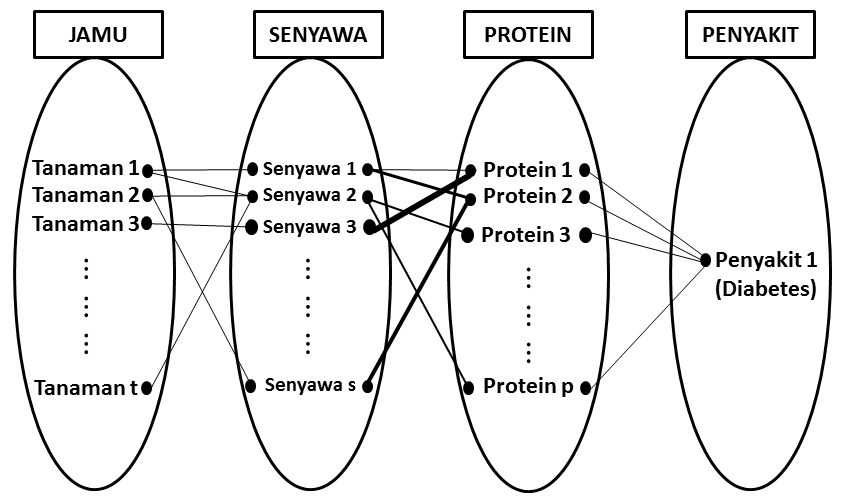 JAMU
SENYAWA
PROTEIN
PENYAKIT
Tanaman 1
Tanaman 2
Tanaman 3
Tanaman t
Senyawa 1
Senyawa 2
Senyawa 3
Senyawa s
Protein 1
Protein 2
Protein 3
Protein p
Penyakit 1
(Diabetes)